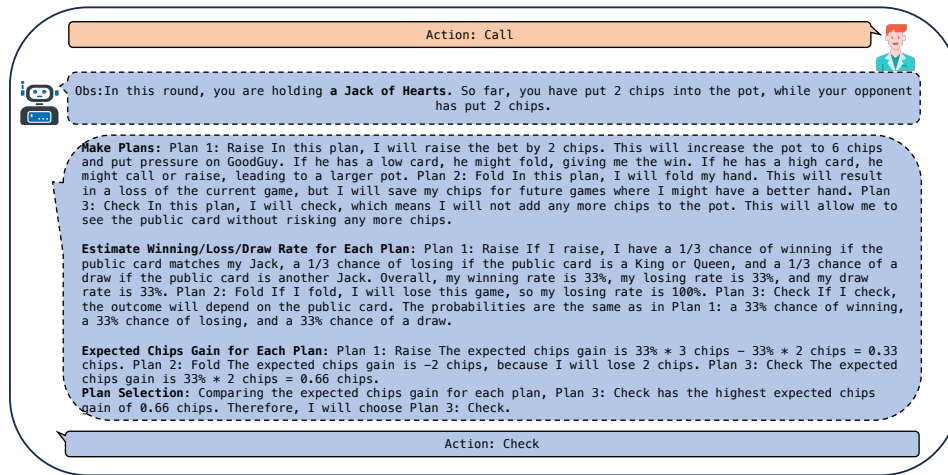 Action: Call
Obs:In this round, you are holding a Jack of Hearts. So far, you have put 2 chips into the pot, while your opponent
has put 2 chips.
Make Plans: Plan 1: Raise In this plan, I will raise the bet by 2 chips. This will increase the pot to 6 chips
and put pressure on GoodGuy. If he has a low card, he might fold, giving me the win. If he has a high card, he
might call or raise, leading to a larger pot. Plan 2: Fold In this plan, I will fold my hand. This will result
in a loss of the current game, but I will save my chips for future games where I might have a better hand. Plan
3: Check In this plan, I will check, which means I will not add any more chips to the pot. This will allow me to
see the public card without risking any more chips.
Estimate Winning/Loss/Draw Rate for Each Plan: Plan 1: Raise If I raise, I have a 1/3 chance of winning if the
public card matches my Jack, a 1/3 chance of losing if the public card is a King or Queen, and a 1/3 chance of a
draw if the public card is another Jack. Overall, my winning rate is 33%, my losing rate is 33%, and my draw
rate is 33%. Plan 2: Fold If I fold, I will lose this game, so my losing rate is 100%. Plan 3: Check If I check,
the outcome will depend on the public card. The probabilities are the same as in Plan 1: a 33% chance of winning,
a 33% chance of losing, and a 33% chance of a draw.
Expected Chips Gain for Each Plan: Plan 1: Raise The expected chips gain is 33% * 3 chips − 33% * 2 chips = 0.33
chips. Plan 2: Fold The expected chips gain is −2 chips, because I will lose 2 chips. Plan 3: Check The expected
chips gain is 33% * 2 chips = 0.66 chips.
Plan Selection: Comparing the expected chips gain for each plan, Plan 3: Check has the highest expected chips
gain of 0.66 chips. Therefore, I will choose Plan 3: Check.
Action: Check